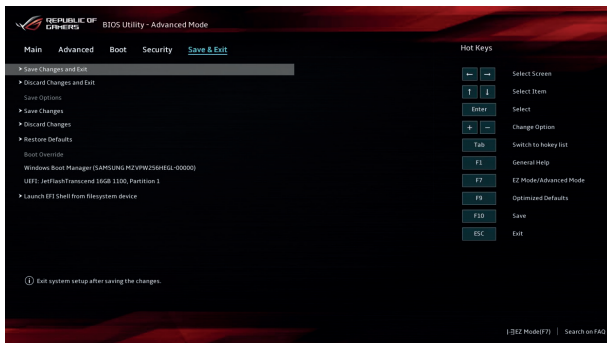 REPUBLIC OF
GAMERS
BIOS Utility - Advanced Mode
Main Advanced Boot Security Save & Exit
Hot Keys
Save Changes and Exit
Discard Changes and Exit
Save Options
Save Changes
Discard Changes
Restore Defaults
Boot Override
Windows Boot Manager (SAMSUNG MZVPW256HEGL-00000)
UEFI: JetFlashTranscend 16GB 1100, Partition 1
Launch EFI Shell from filesystem device
← → Select Screen
↑ ↓ Select Item
Enter Select
+ − Change Option
Tab Switch to hokey list
F1 General Help
F7 EZ Mode/Advanced Mode
F9 Optimized Defaults
F10 Save
ESC Exit
Exit system setup after saving the changes.
EZ Mode(F7) | Search on FAQ